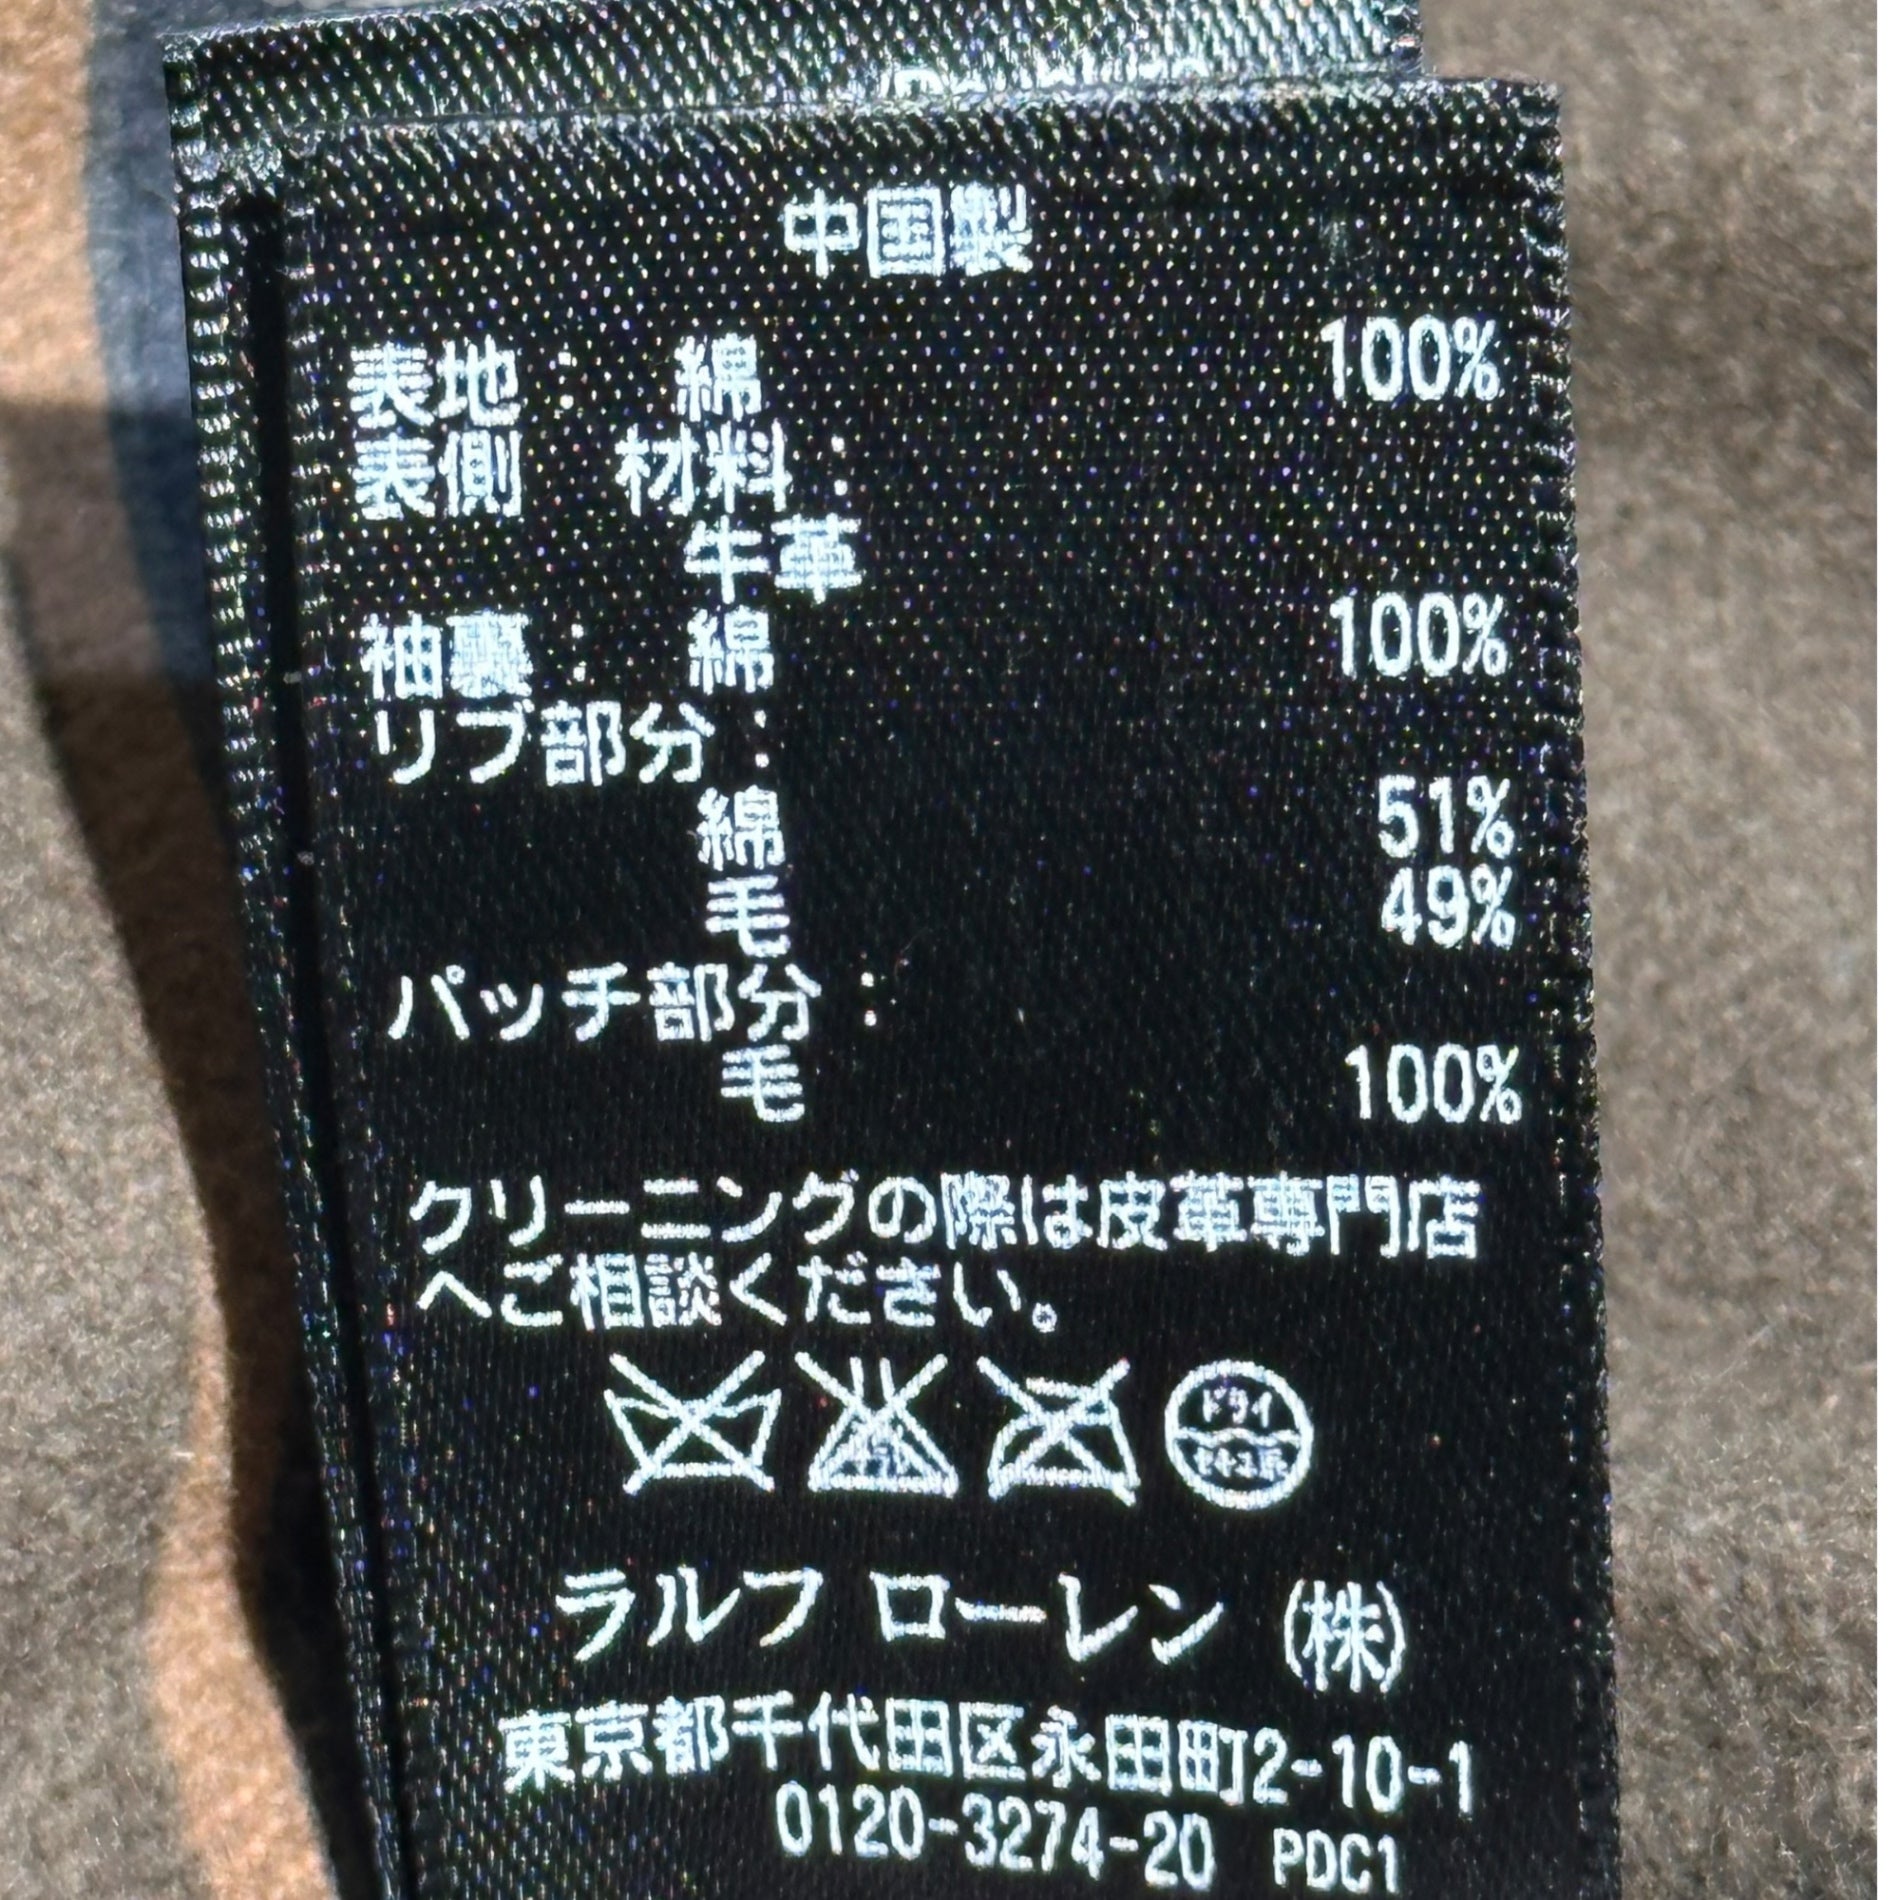 中国製
表地： 綿 100%
表側 材料：
牛革
袖裏： 綿 100%
リブ部分：
綿 51%
毛 49%
パッチ部分：
毛 100%
クリーニングの際は皮革専門店
へご相談ください。
ドライ
セキユ系
ラルフ ローレン (株)
東京都千代田区永田町2-10-1
0120-3274-20 PDC1